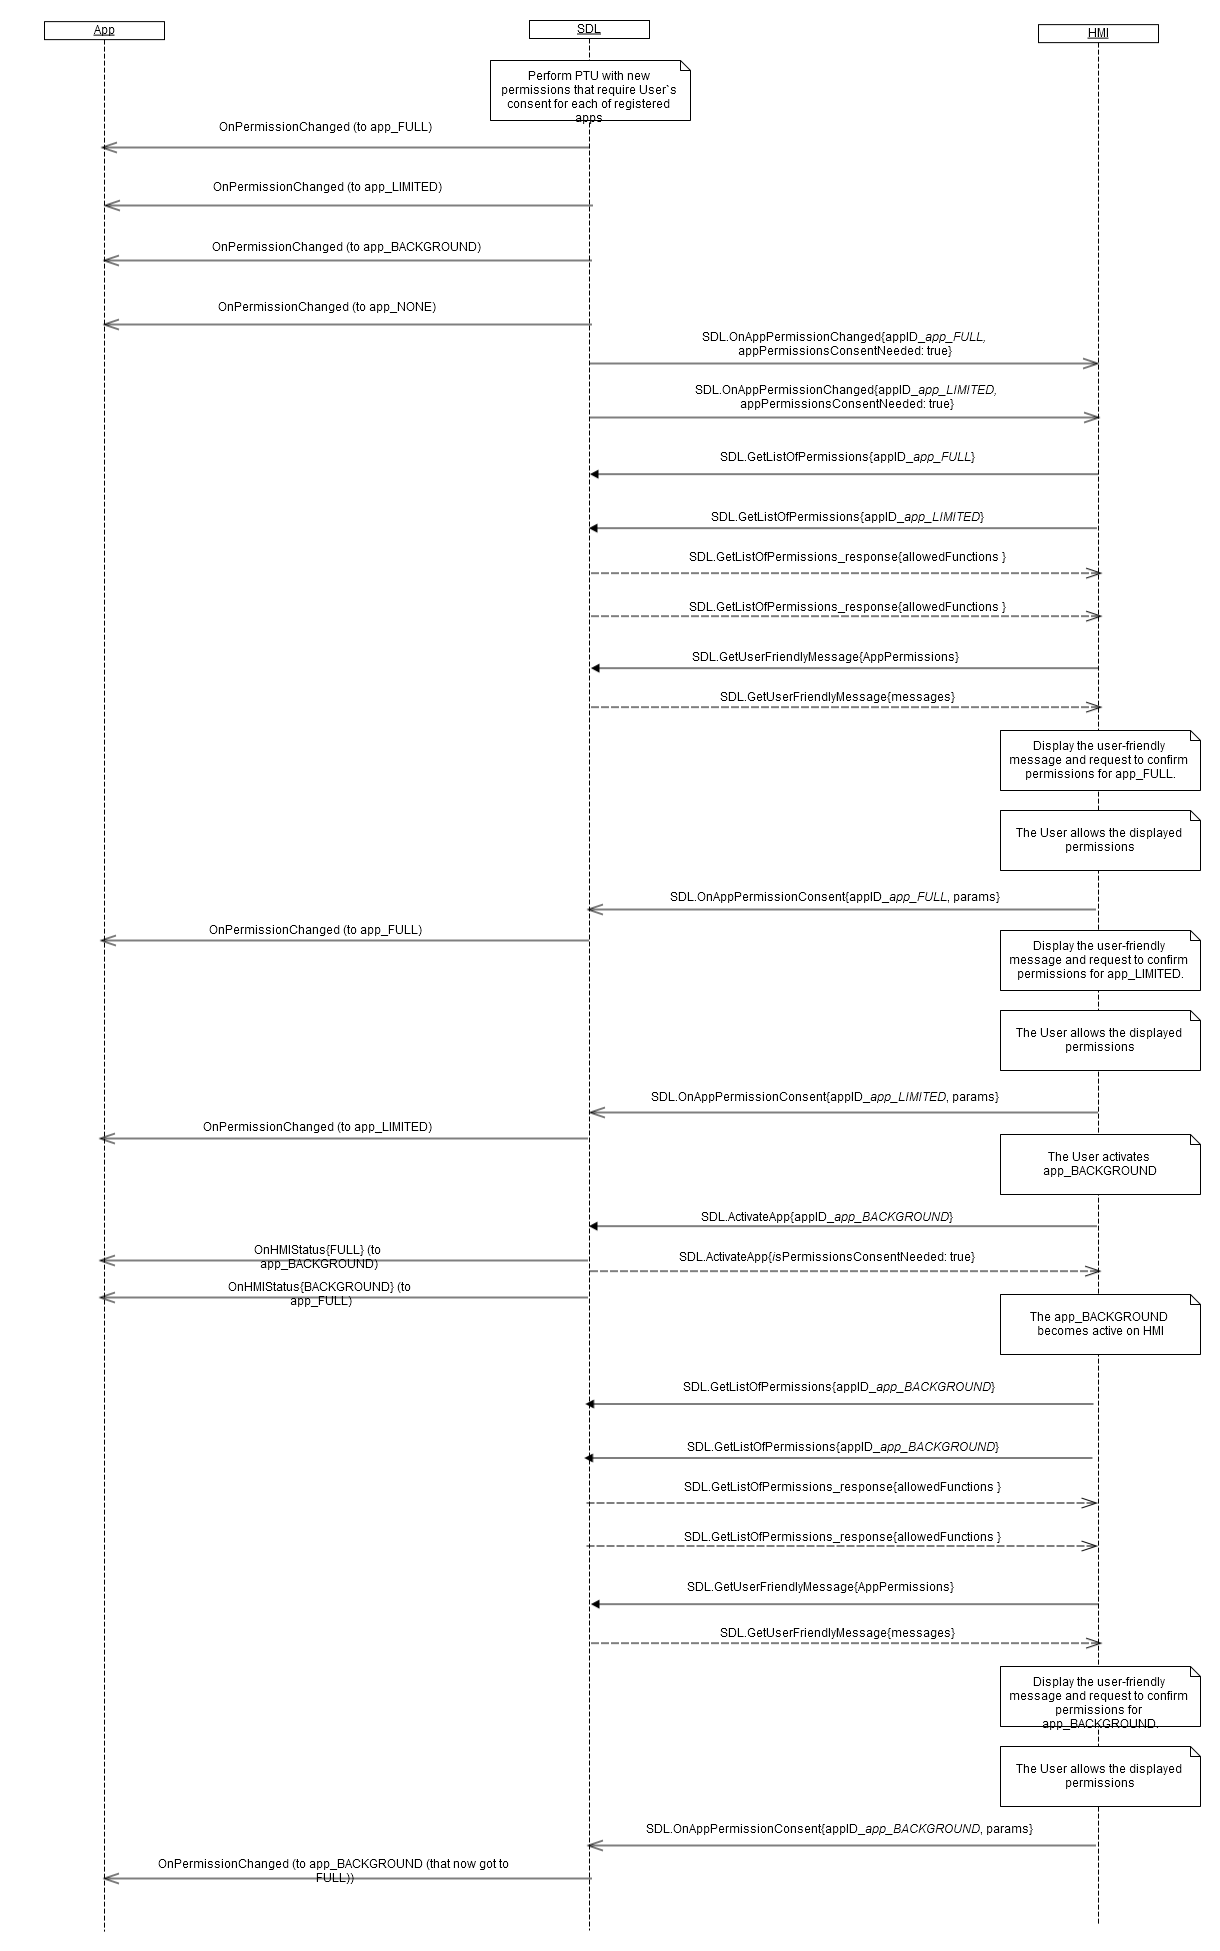 App
SDL
HMI
Perform PTU with new
permissions that require User`s
consent for each of registered
apps
OnPermissionChanged (to app_FULL)
OnPermissionChanged (to app_LIMITED)
OnPermissionChanged (to app_BACKGROUND)
OnPermissionChanged (to app_NONE)
SDL.OnAppPermissionChanged{appID_app_FULL,
appPermissionsConsentNeeded: true}
SDL.OnAppPermissionChanged{appID_app_LIMITED,
appPermissionsConsentNeeded: true}
SDL.GetListOfPermissions{appID_app_FULL}
SDL.GetListOfPermissions{appID_app_LIMITED}
SDL.GetListOfPermissions_response{allowedFunctions }
SDL.GetListOfPermissions_response{allowedFunctions }
SDL.GetUserFriendlyMessage{AppPermissions}
SDL.GetUserFriendlyMessage{messages}
Display the user-friendly
message and request to confirm
permissions for app_FULL.
The User allows the displayed
permissions
SDL.OnAppPermissionConsent{appID_app_FULL, params}
OnPermissionChanged (to app_FULL)
Display the user-friendly
message and request to confirm
permissions for app_LIMITED.
The User allows the displayed
permissions
SDL.OnAppPermissionConsent{appID_app_LIMITED, params}
OnPermissionChanged (to app_LIMITED)
The User activates
app_BACKGROUND
SDL.ActivateApp{appID_app_BACKGROUND}
OnHMIStatus{FULL} (to
app_BACKGROUND)
SDL.ActivateApp{isPermissionsConsentNeeded: true}
OnHMIStatus{BACKGROUND} (to
app_FULL)
The app_BACKGROUND
becomes active on HMI
SDL.GetListOfPermissions{appID_app_BACKGROUND}
SDL.GetListOfPermissions{appID_app_BACKGROUND}
SDL.GetListOfPermissions_response{allowedFunctions }
SDL.GetListOfPermissions_response{allowedFunctions }
SDL.GetUserFriendlyMessage{AppPermissions}
SDL.GetUserFriendlyMessage{messages}
Display the user-friendly
message and request to confirm
permissions for
app_BACKGROUND.
The User allows the displayed
permissions
SDL.OnAppPermissionConsent{appID_app_BACKGROUND, params}
OnPermissionChanged (to app_BACKGROUND (that now got to
FULL))